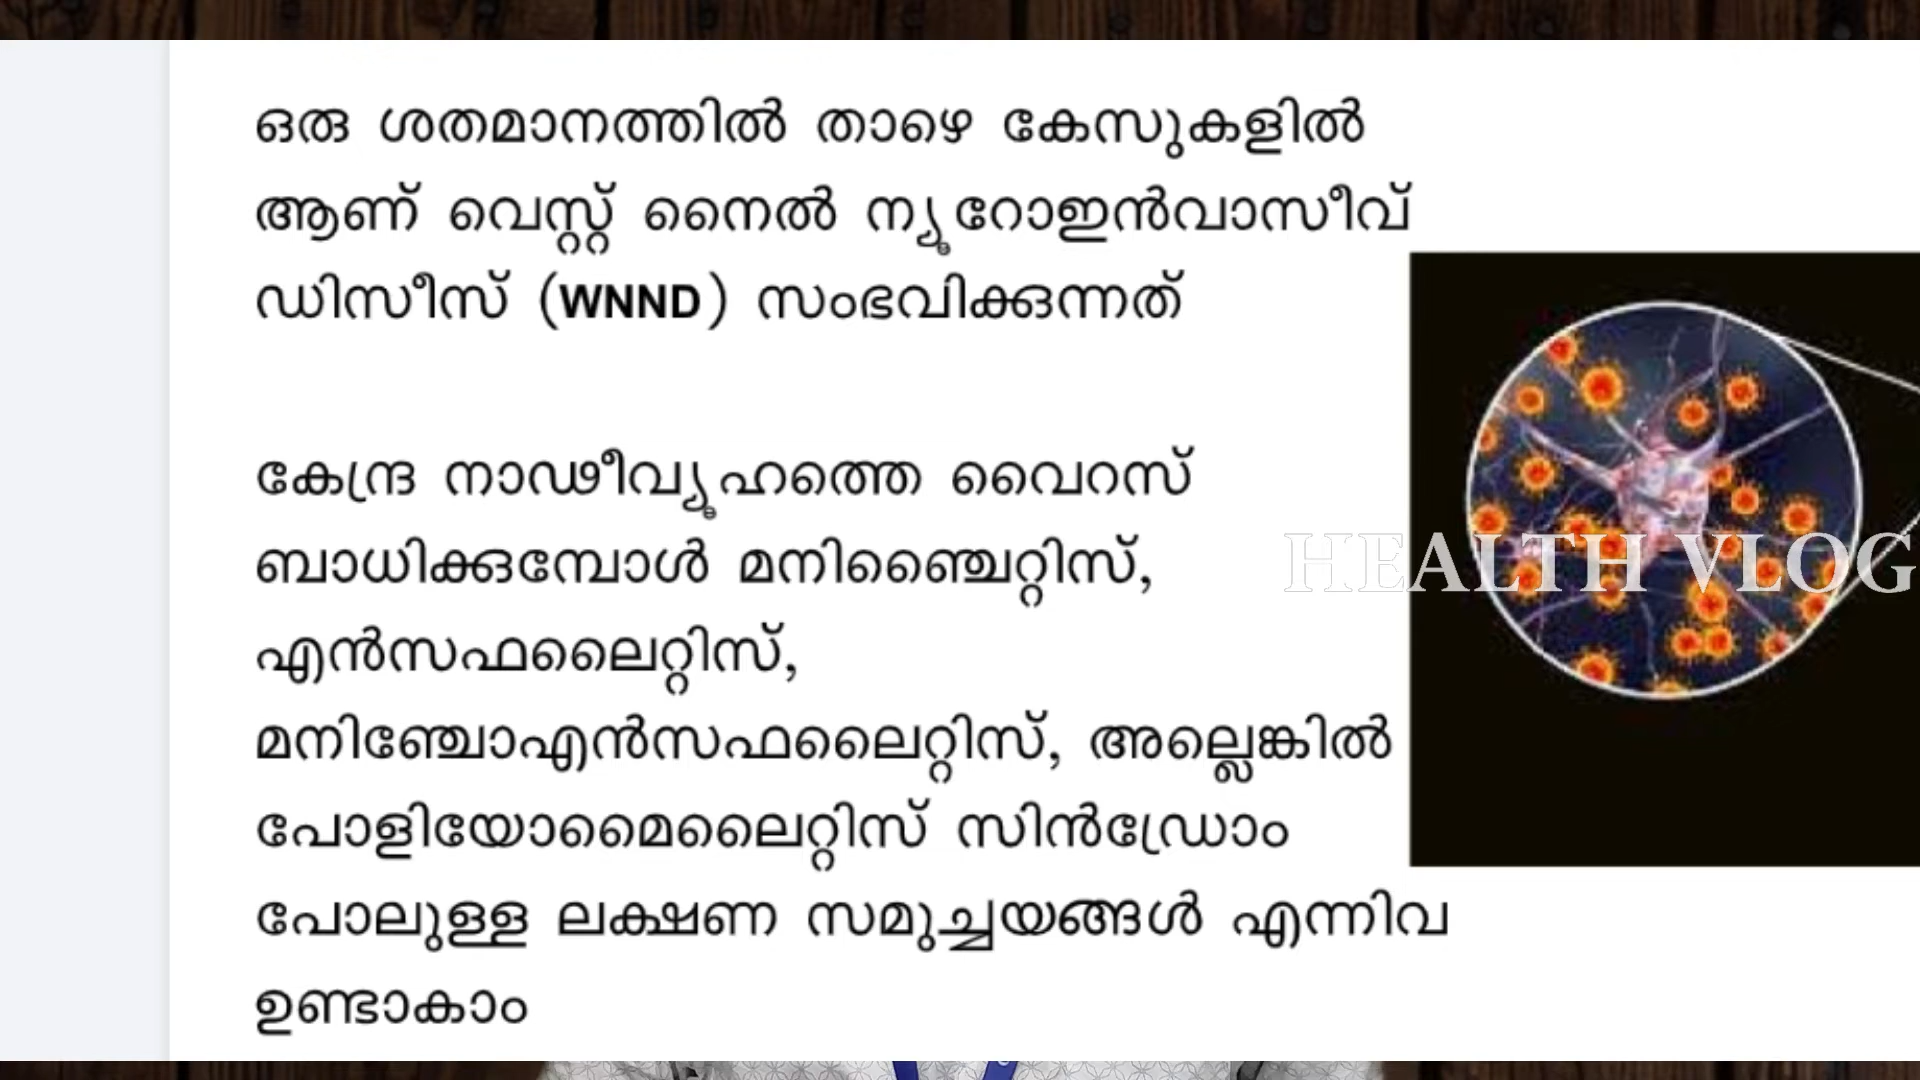 ഒരു ശതമാനത്തിൽ താഴെ കേസുകളിൽ
ആണ് വെസ്റ്റ് നൈൽ ന്യൂറോഇൻവാസീവ്
ഡിസീസ് (WNND) സംഭവിക്കുന്നത്
കേന്ദ്ര നാഢീവ്യൂഹത്തെ വൈറസ്
ബാധിക്കുമ്പോൾ മനിഞ്ചൈറ്റിസ്,
എൻസഫലൈറ്റിസ്,
മനിഞ്ചോഎൻസഫലൈറ്റിസ്, അല്ലെങ്കിൽ
പോളിയോമൈലൈറ്റിസ് സിൻഡ്രോം
പോലുള്ള ലക്ഷണ സമുച്ചയങ്ങൾ എന്നിവ
ഉണ്ടാകാം
HEALTH VLOG